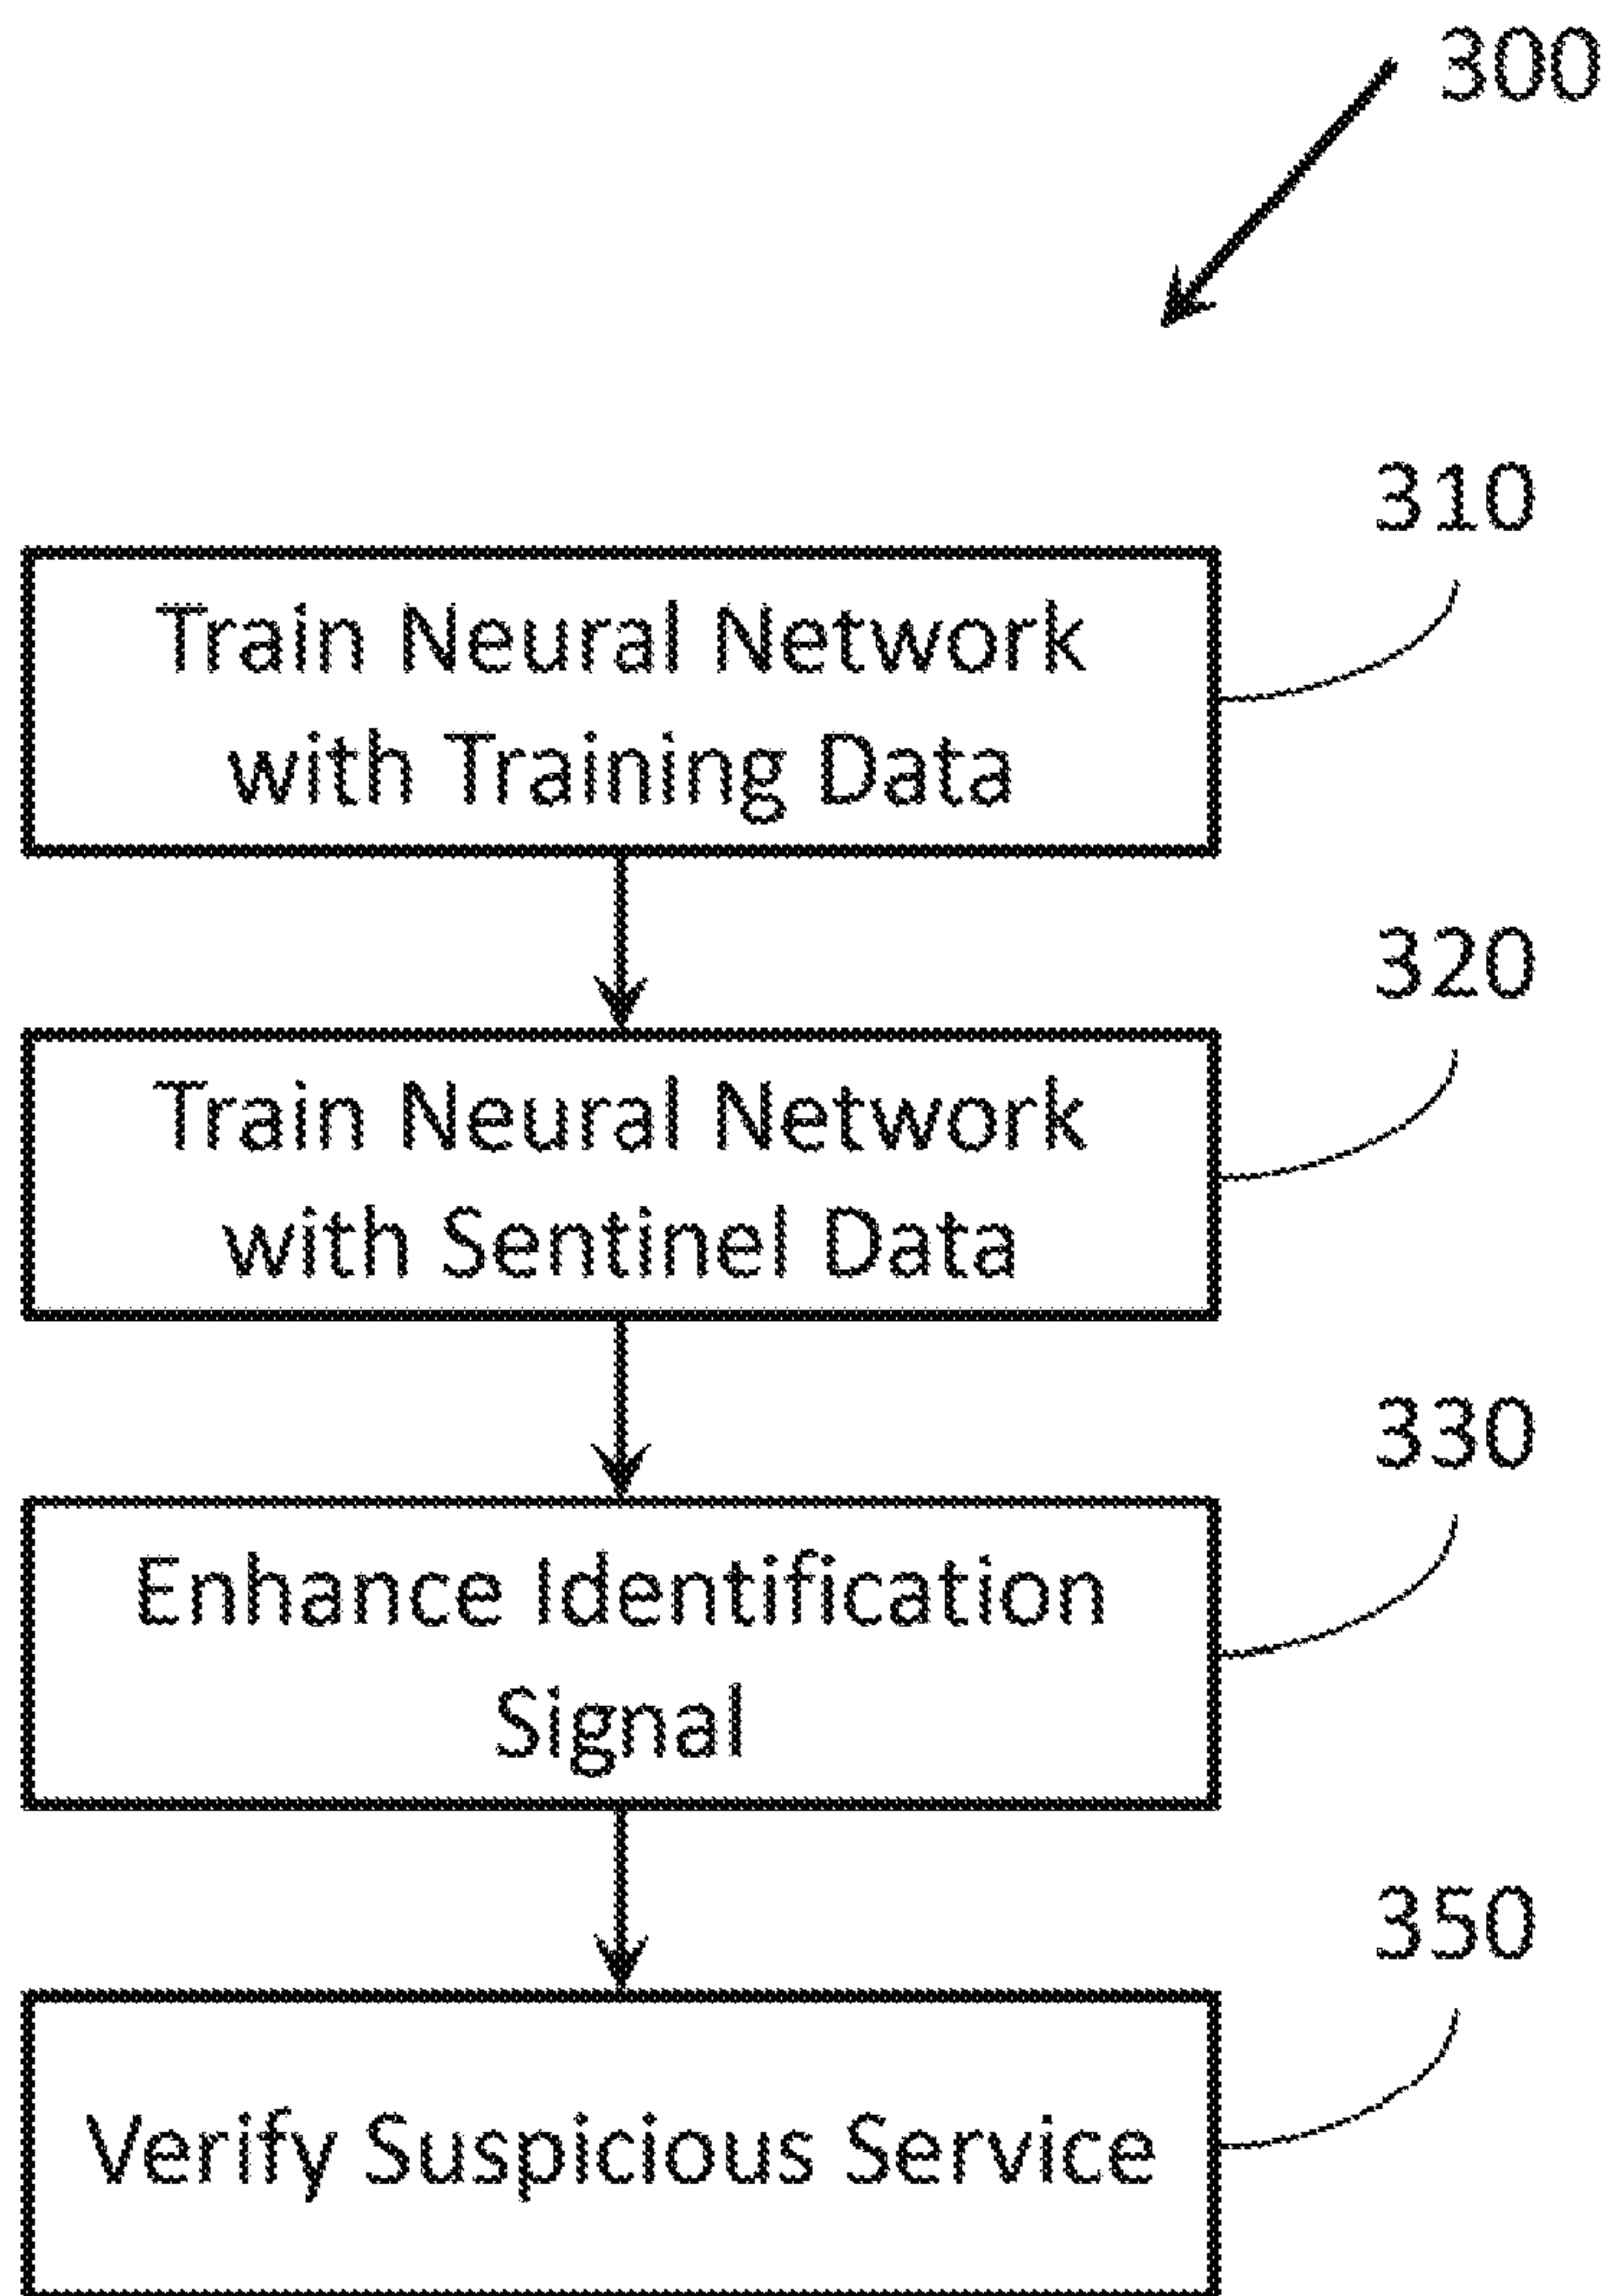 300
310
Train Neural Network
with Training Data
320
Train Neural Network
with Sentinel Data
330
Enhance Identification
Signal
350
Verify Suspicious Service